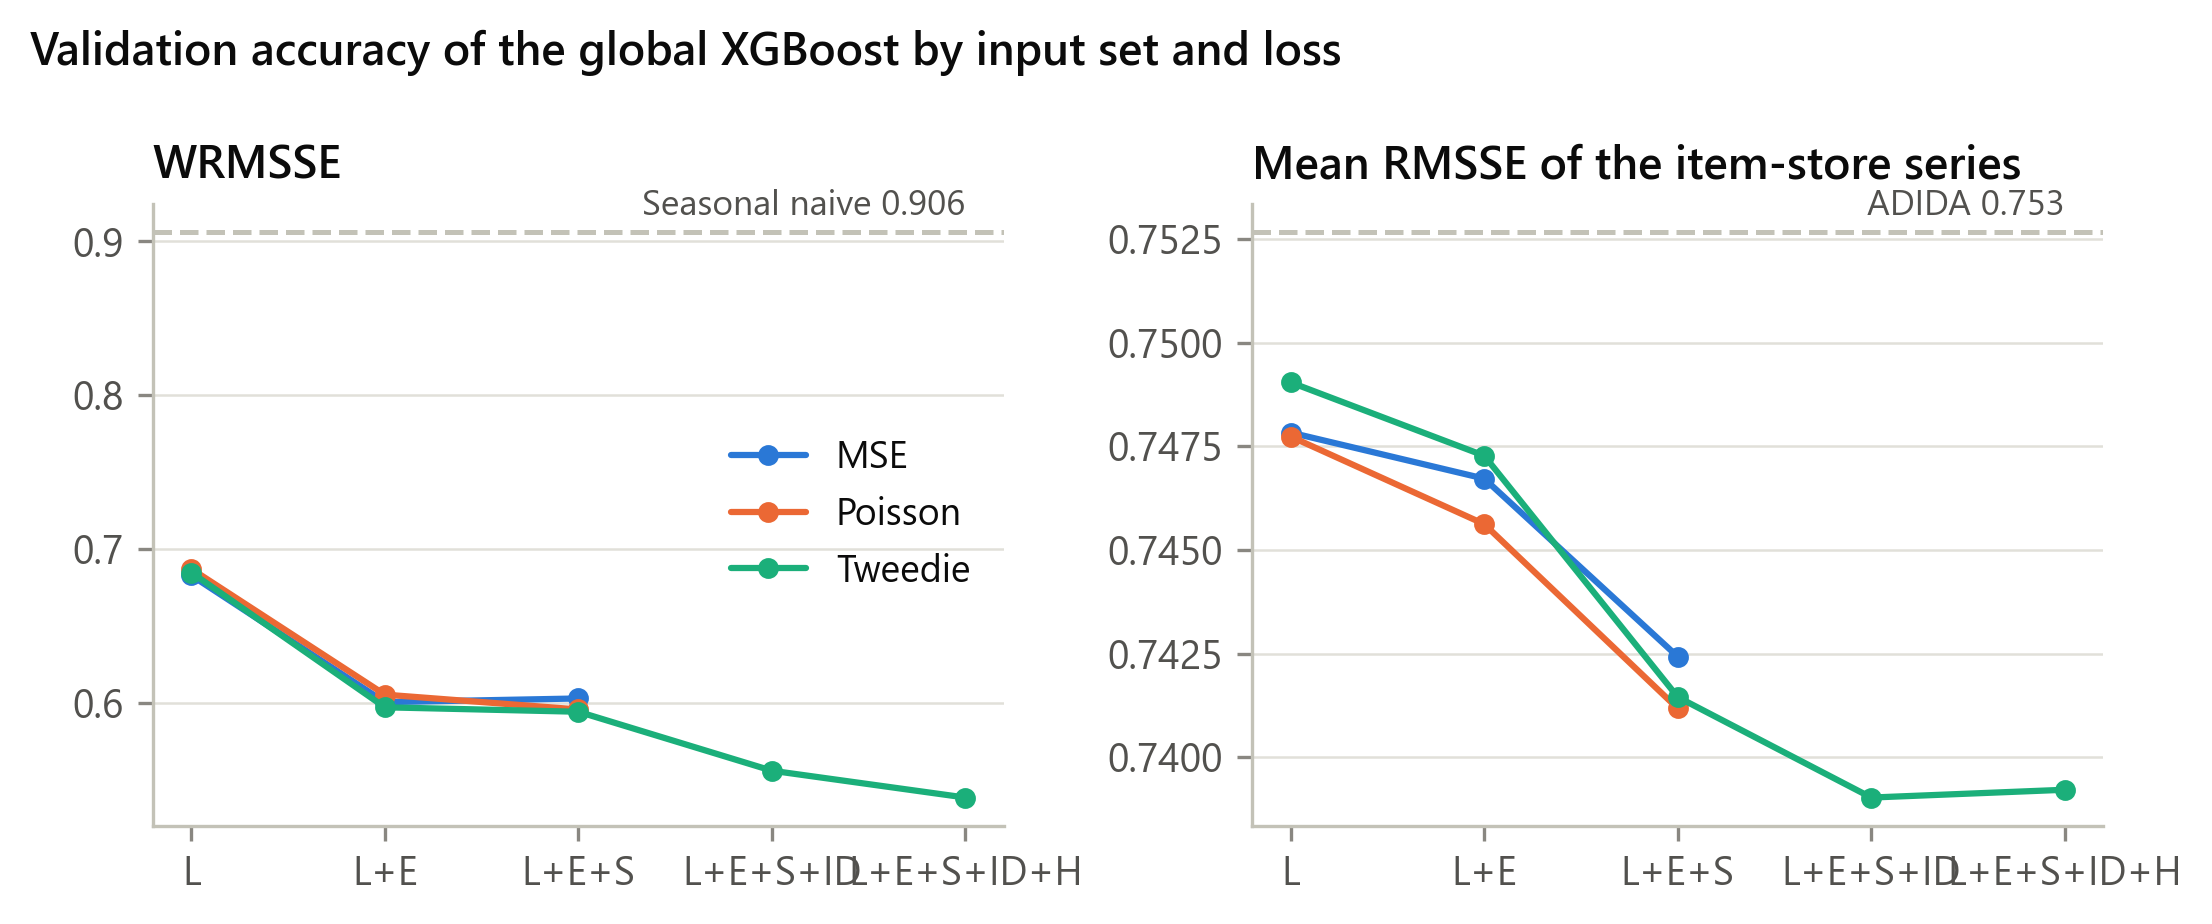 Validation accuracy of the global XGBoost by input set and loss
WRMSSE
Seasonal naive 0.906
0.9
0.8
0.7
0.6
MSE
Poisson
Tweedie
L
L+E
L+E+S
L+E+S+ID
L+E+S+ID+H
Mean RMSSE of the item-store series
ADIDA 0.753
0.7525
0.7500
0.7475
0.7450
0.7425
0.7400
L
L+E
L+E+S
L+E+S+ID
L+E+S+ID+H